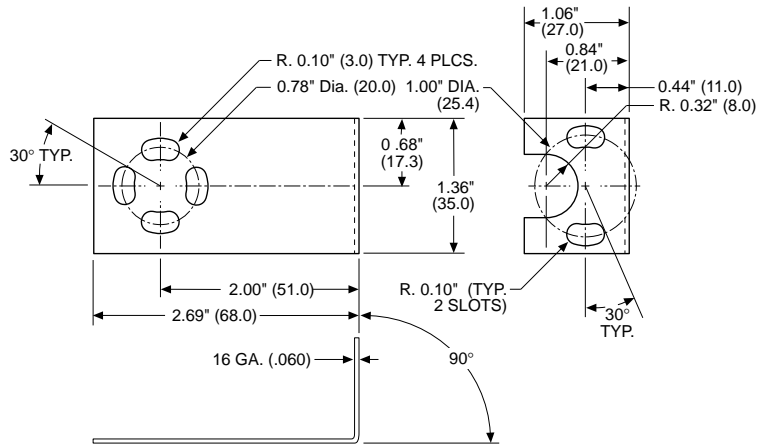 1.06"
(27.0)
R. 0.10" (3.0) TYP. 4 PLCS.
0.84"
(21.0)
0.78" Dia. (20.0)
1.00" DIA.
(25.4)
0.44" (11.0)
R. 0.32" (8.0)
30° TYP.
0 .68"
(17.3)
1.36"
(35.0)
2.00" (51.0)
R. 0.10" (TYP.
2 SLOTS)
2.69" (68.0)
30°
TYP.
16 GA. (.060)
90°